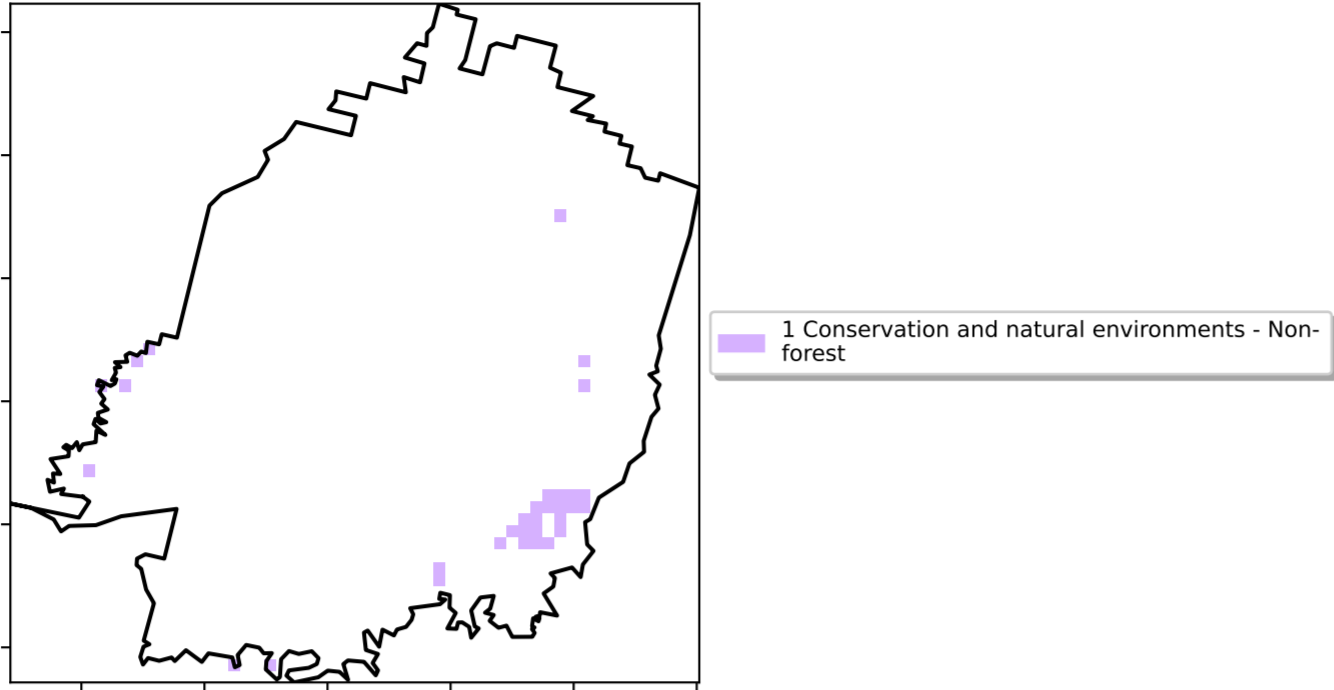 1 Conservation and natural environments - Non-
forest